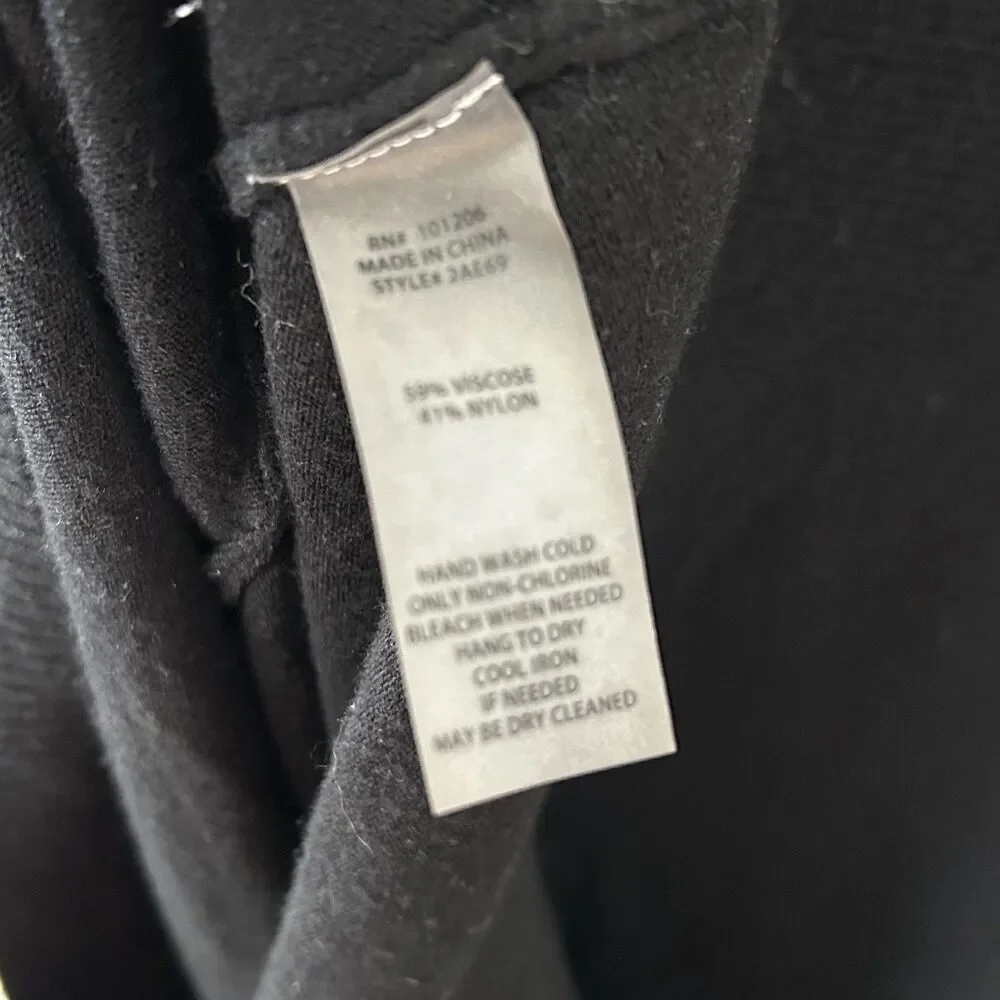 RN# 101206
MADE IN CHINA
STYLE# 2AE69
59% VISCOSE
41% NYLON
HAND WASH COLD
ONLY NON-CHLORINE
BLEACH WHEN NEEDED
HANG TO DRY
COOL IRON
IF NEEDED
MAY BE DRY CLEANED